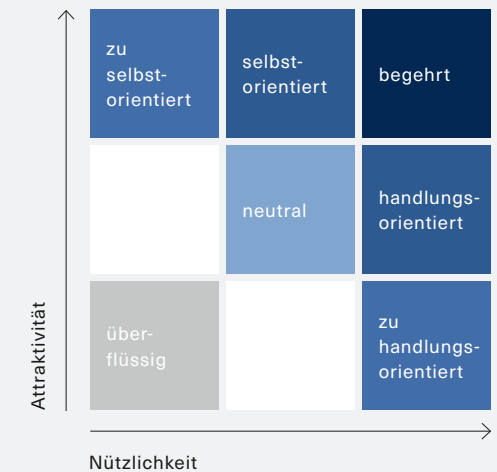 zu
selbst-
orientiert
selbst-
orientiert
begehrt
neutral
handlungs-
orientiert
über-
flüssig
zu
handlungs-
orientiert
Attraktivität
Nützlichkeit